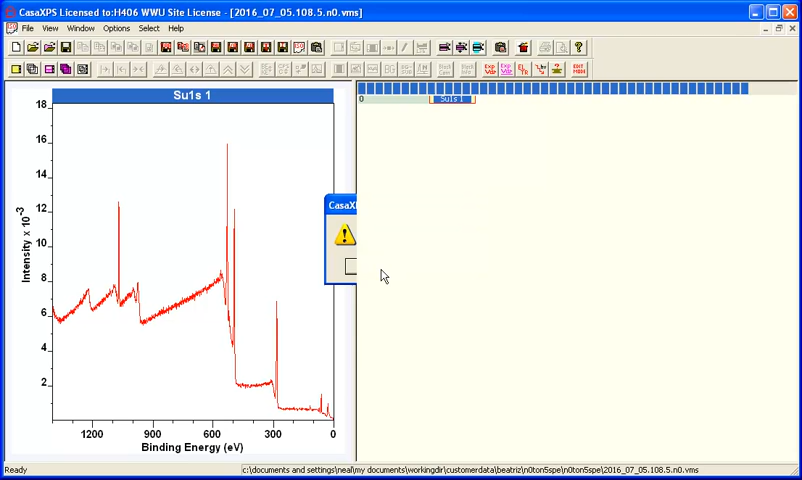 CasaXPS Licensed to:H406 WWU Site License - [2016_07_05.108.5.n0.vms]
File View Window Options Select Help
Su1s 1
0 Su1s 1
Intensity x 10⁻³
18
16
14
12
10
8
6
4
2
1200 900 600 300 0
Binding Energy (eV)
CasaXP
Ready
c:\documents and settings\neal\my documents\workingdir\customerdata\beatriz\n0ton5spe\n0ton5spe\2016_07_05.108.5.n0.vms